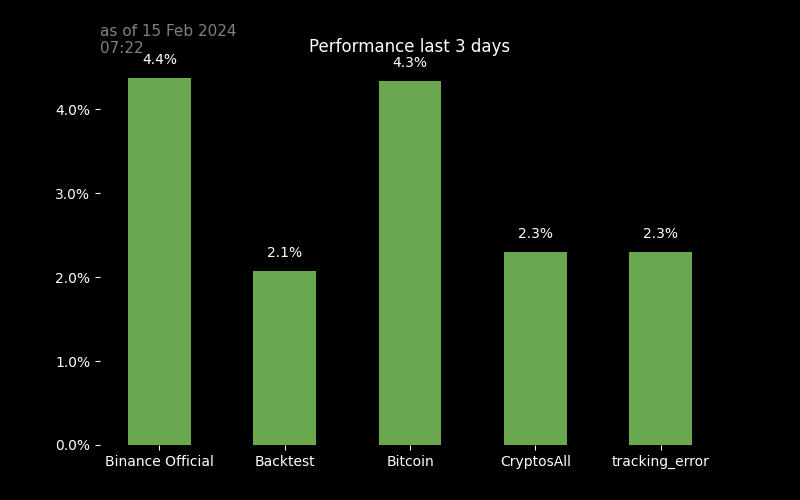 as of 15 Feb 2024
07:22
Performance last 3 days
4.4%
2.1%
4.3%
2.3%
2.3%
4.0%
3.0%
2.0%
1.0%
0.0%
Binance Official
Backtest
Bitcoin
CryptosAll
tracking_error